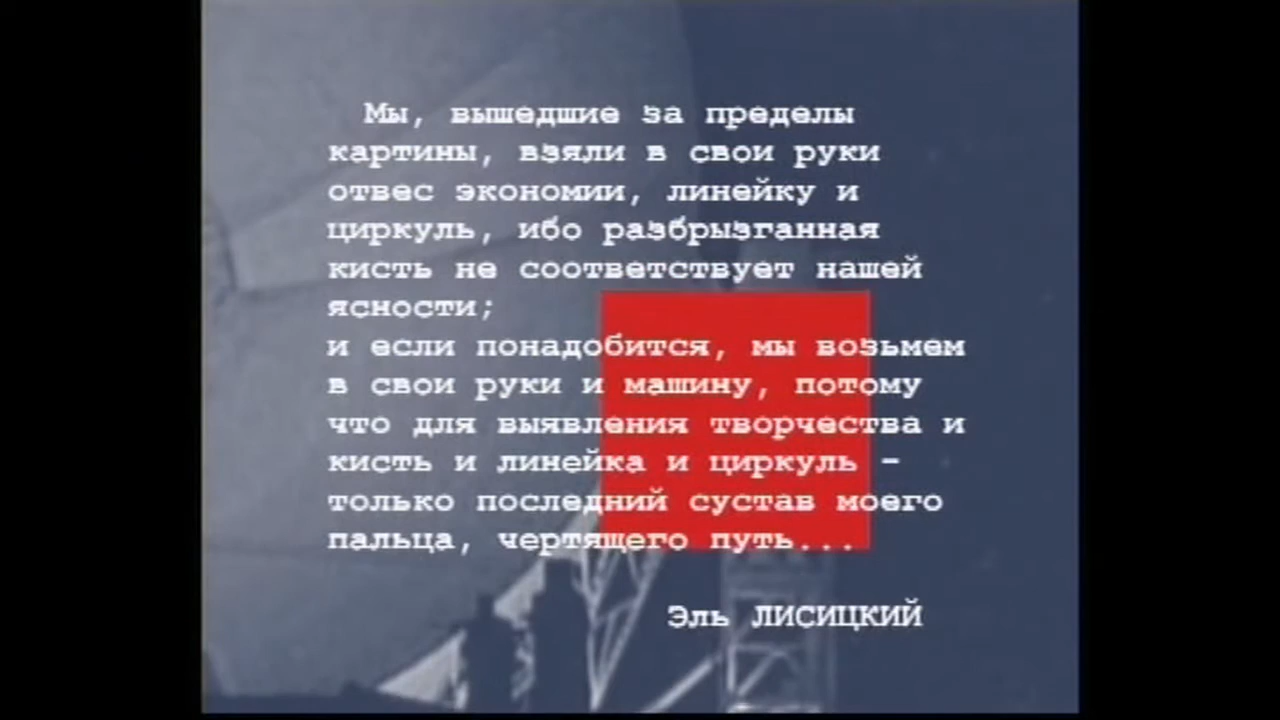 Мы, вышедшие за пределы
картины, взяли в свои руки
отвес экономии, линейку и
циркуль, ибо разбрызганная
кисть не соответствует нашей
ясности;
и если понадобится, мы возьмем
в свои руки и машину, потому
что для выявления творчества и
кисть и линейка и циркуль -
только последний сустав моего
пальца, чертящего путь...
Эль ЛИСИЦКИЙ